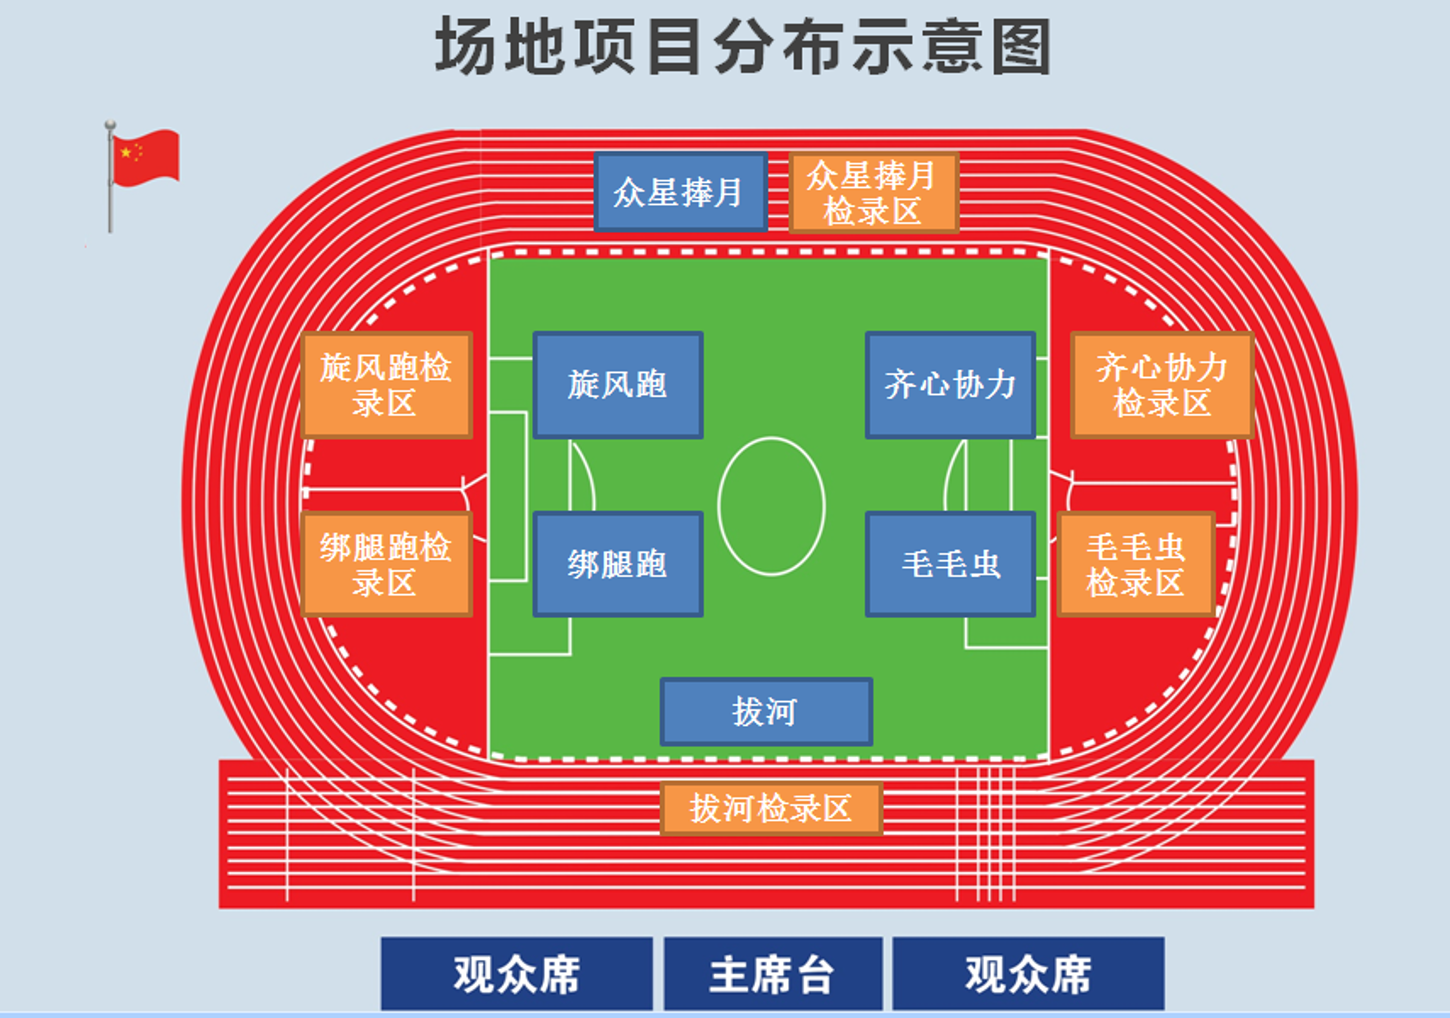 场地项目分布示意图
众星捧月
众星捧月
检录区
旋风跑检
录区
旋风跑
齐心协力
齐心协力
检录区
绑腿跑检
录区
绑腿跑
毛毛虫
毛毛虫
检录区
拔河
拔河检录区
观众席
主席台
观众席